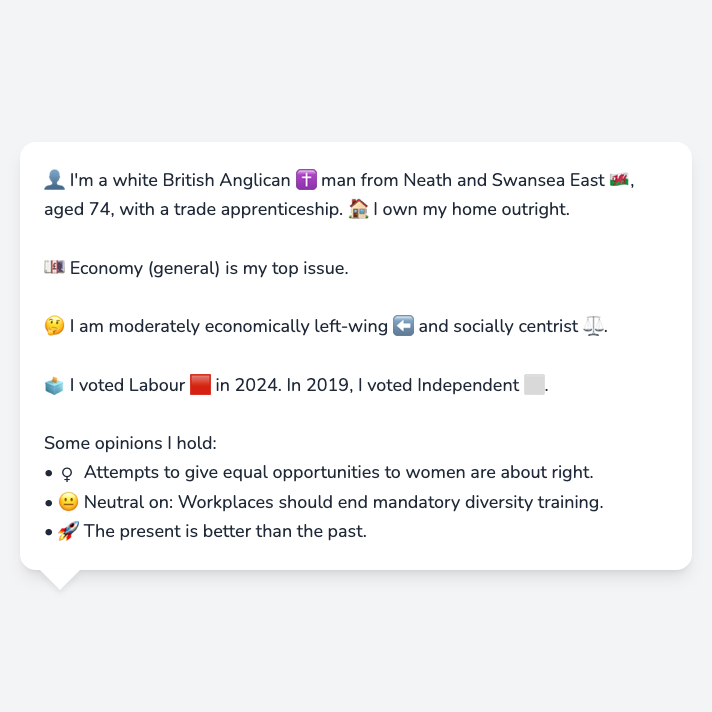 👤 I'm a white British Anglican ✝️ man from Neath and Swansea East 🏴󠁧󠁢󠁷󠁬󠁳󠁿,
aged 74, with a trade apprenticeship. 🏠 I own my home outright.
💷 Economy (general) is my top issue.
🤔 I am moderately economically left-wing ⬅️ and socially centrist ⚖️.
🗳️ I voted Labour 🟥 in 2024. In 2019, I voted Independent ⬜.
Some opinions I hold:
• ♀ Attempts to give equal opportunities to women are about right.
• 😐 Neutral on: Workplaces should end mandatory diversity training.
• 🚀 The present is better than the past.